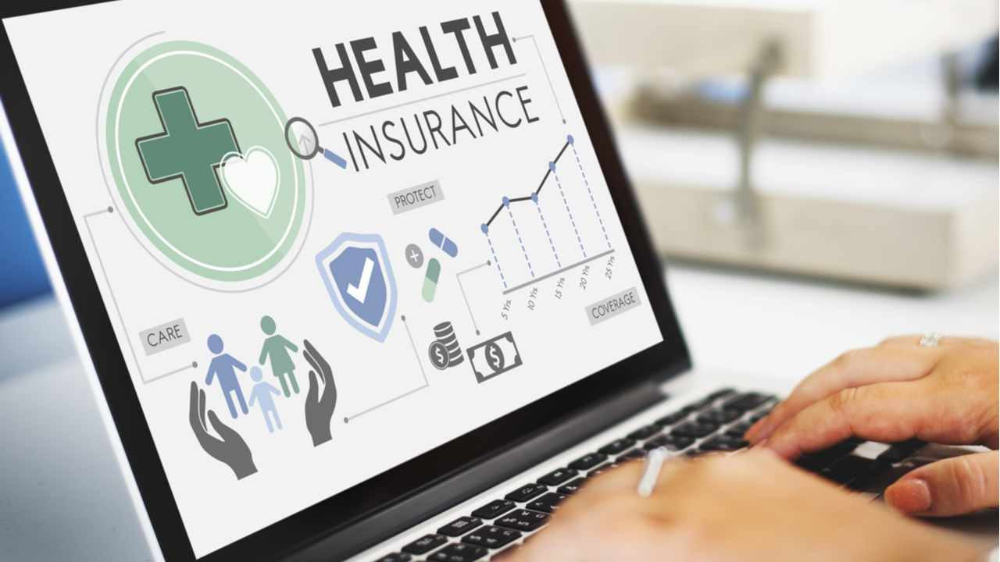 HEALTH
INSURANCE
PROTECT
CARE
5 Yrs
10 Yrs
15 Yrs
20 Yrs
25 Yrs
COVERAGE
$
$